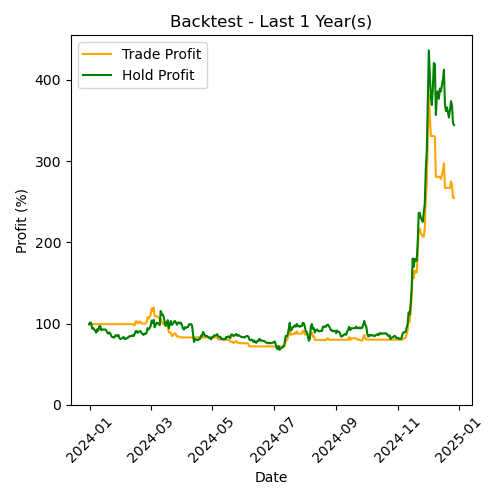 Backtest - Last 1 Year(s)
Trade Profit
Hold Profit
Profit (%)
400
300
200
100
0
2024-01
2024-03
2024-05
2024-07
2024-09
2024-11
2025-01
Date